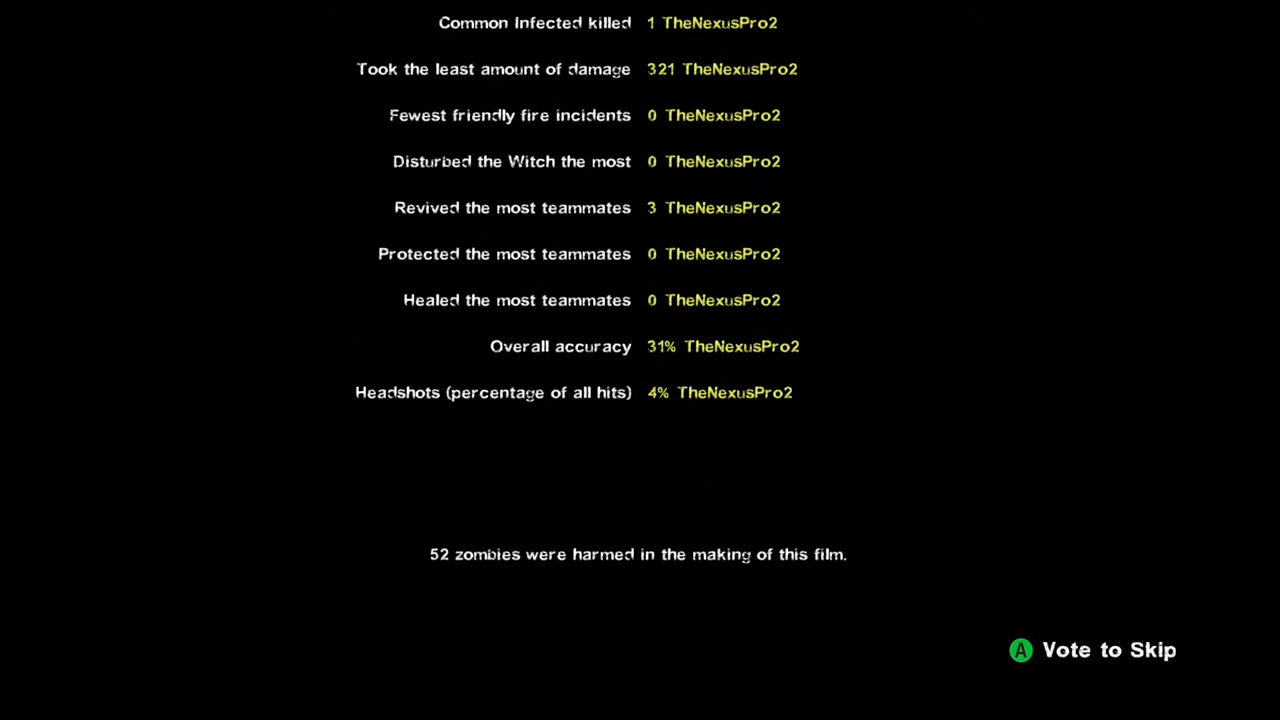 Common Infected killed 1 TheNexusPro2
Took the least amount of damage 321 TheNexusPro2
Fewest friendly fire incidents 0 TheNexusPro2
Disturbed the Witch the most 0 TheNexusPro2
Revived the most teammates 3 TheNexusPro2
Protected the most teammates 0 TheNexusPro2
Healed the most teammates 0 TheNexusPro2
Overall accuracy 31% TheNexusPro2
Headshots (percentage of all hits) 4% TheNexusPro2
52 zombies were harmed in the making of this film.
A Vote to Skip